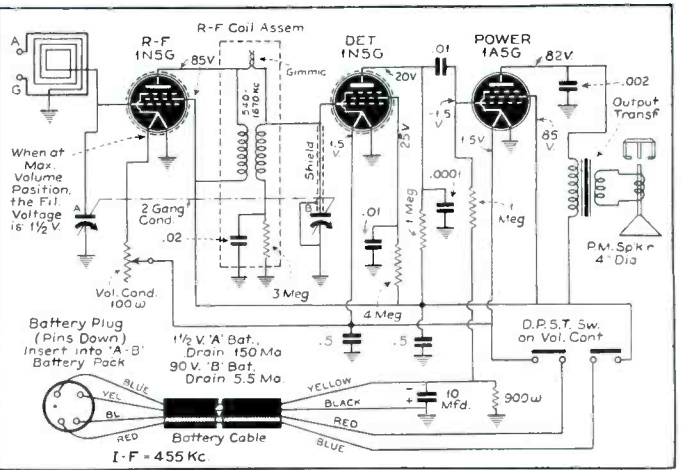 R-F Coil Assem
R-F
1N5G
DET
1N5G
POWER
1A5G
A
G
85V.
Gimmic
540-
1670 Kc
20V
.01
82V.
.002
Output
Transf.
1.5
V.
Shield
25V
1.5
V.
1.5V.
85
V.
When at
Max.
Volume
Position,
the Fil.
Voltage
is 1½ V.
A
2 Gang
Cond.
B
.0001
1
Meg
P.M. Spk'r
4" Dia
.02
.01
1 Meg
Vol. Cond.
100ω
3 Meg
4 Meg
D.P.S.T. Sw.
on Vol. Cont
Battery Plug
(Pins Down)
Insert into 'A-B'
Battery Pack
1½ V. 'A' Bat.,
Drain 150 Ma
90 V. 'B' Bat.
Drain 5.5 Ma.
.5
.5
BLUE
YEL
BL
RED
YELLOW
BLACK
RED
BLUE
-
+
10
Mfd.
900ω
Battery Cable
I-F = 455 Kc.